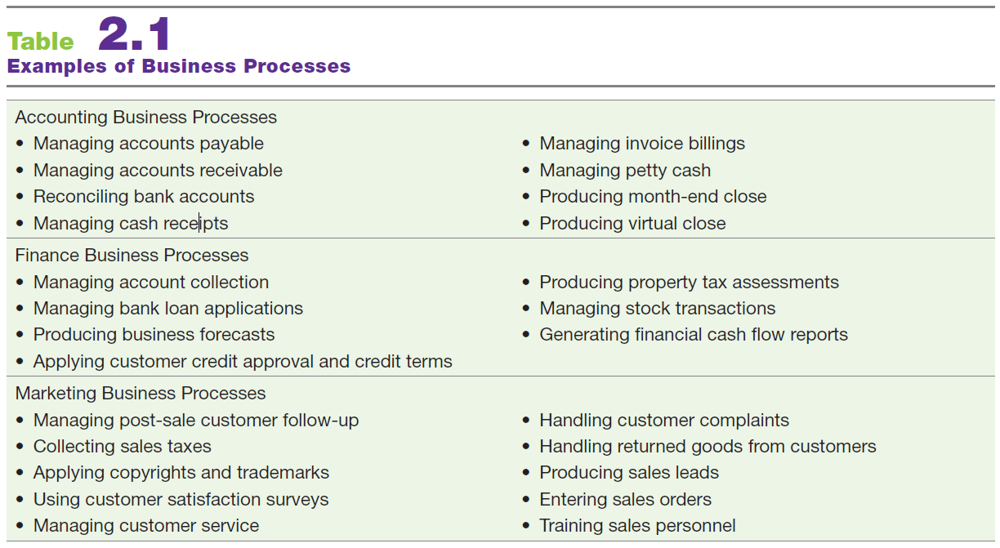 Table 2.1
Examples of Business Processes
Accounting Business Processes
• Managing accounts payable
• Managing accounts receivable
• Reconciling bank accounts
• Managing cash receipts
• Managing invoice billings
• Managing petty cash
• Producing month-end close
• Producing virtual close
Finance Business Processes
• Managing account collection
• Managing bank loan applications
• Producing business forecasts
• Applying customer credit approval and credit terms
• Producing property tax assessments
• Managing stock transactions
• Generating financial cash flow reports
Marketing Business Processes
• Managing post-sale customer follow-up
• Collecting sales taxes
• Applying copyrights and trademarks
• Using customer satisfaction surveys
• Managing customer service
• Handling customer complaints
• Handling returned goods from customers
• Producing sales leads
• Entering sales orders
• Training sales personnel